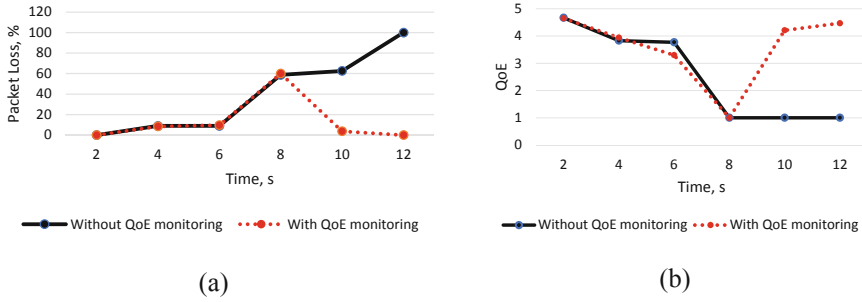 120
100
80
60
40
20
0
Packet Loss, %
2 4 6 8 10 12
Time, s
Without QoE monitoring With QoE monitoring
(a)
5
4
3
2
1
0
QoE
2 4 6 8 10 12
Time, s
Without QoE monitoring With QoE monitoring
(b)